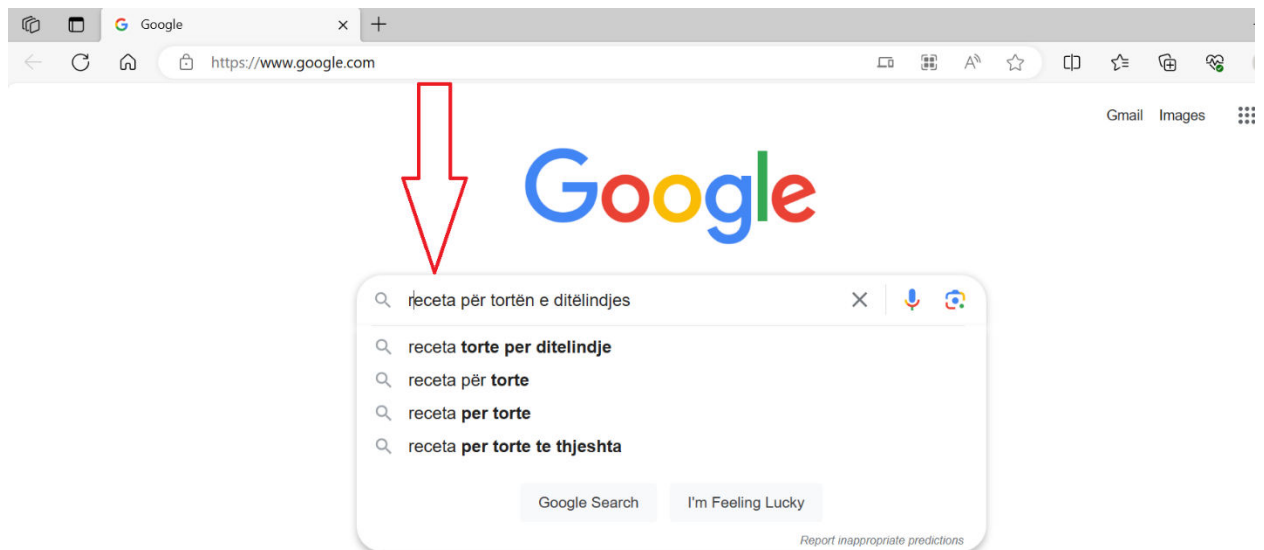 Google
https://www.google.com
Gmail Images
Google
receta për tortën e ditëlindjes
receta torte per ditelindje
receta për torte
receta per torte
receta per torte te thjeshta
Google Search I'm Feeling Lucky
Report inappropriate predictions